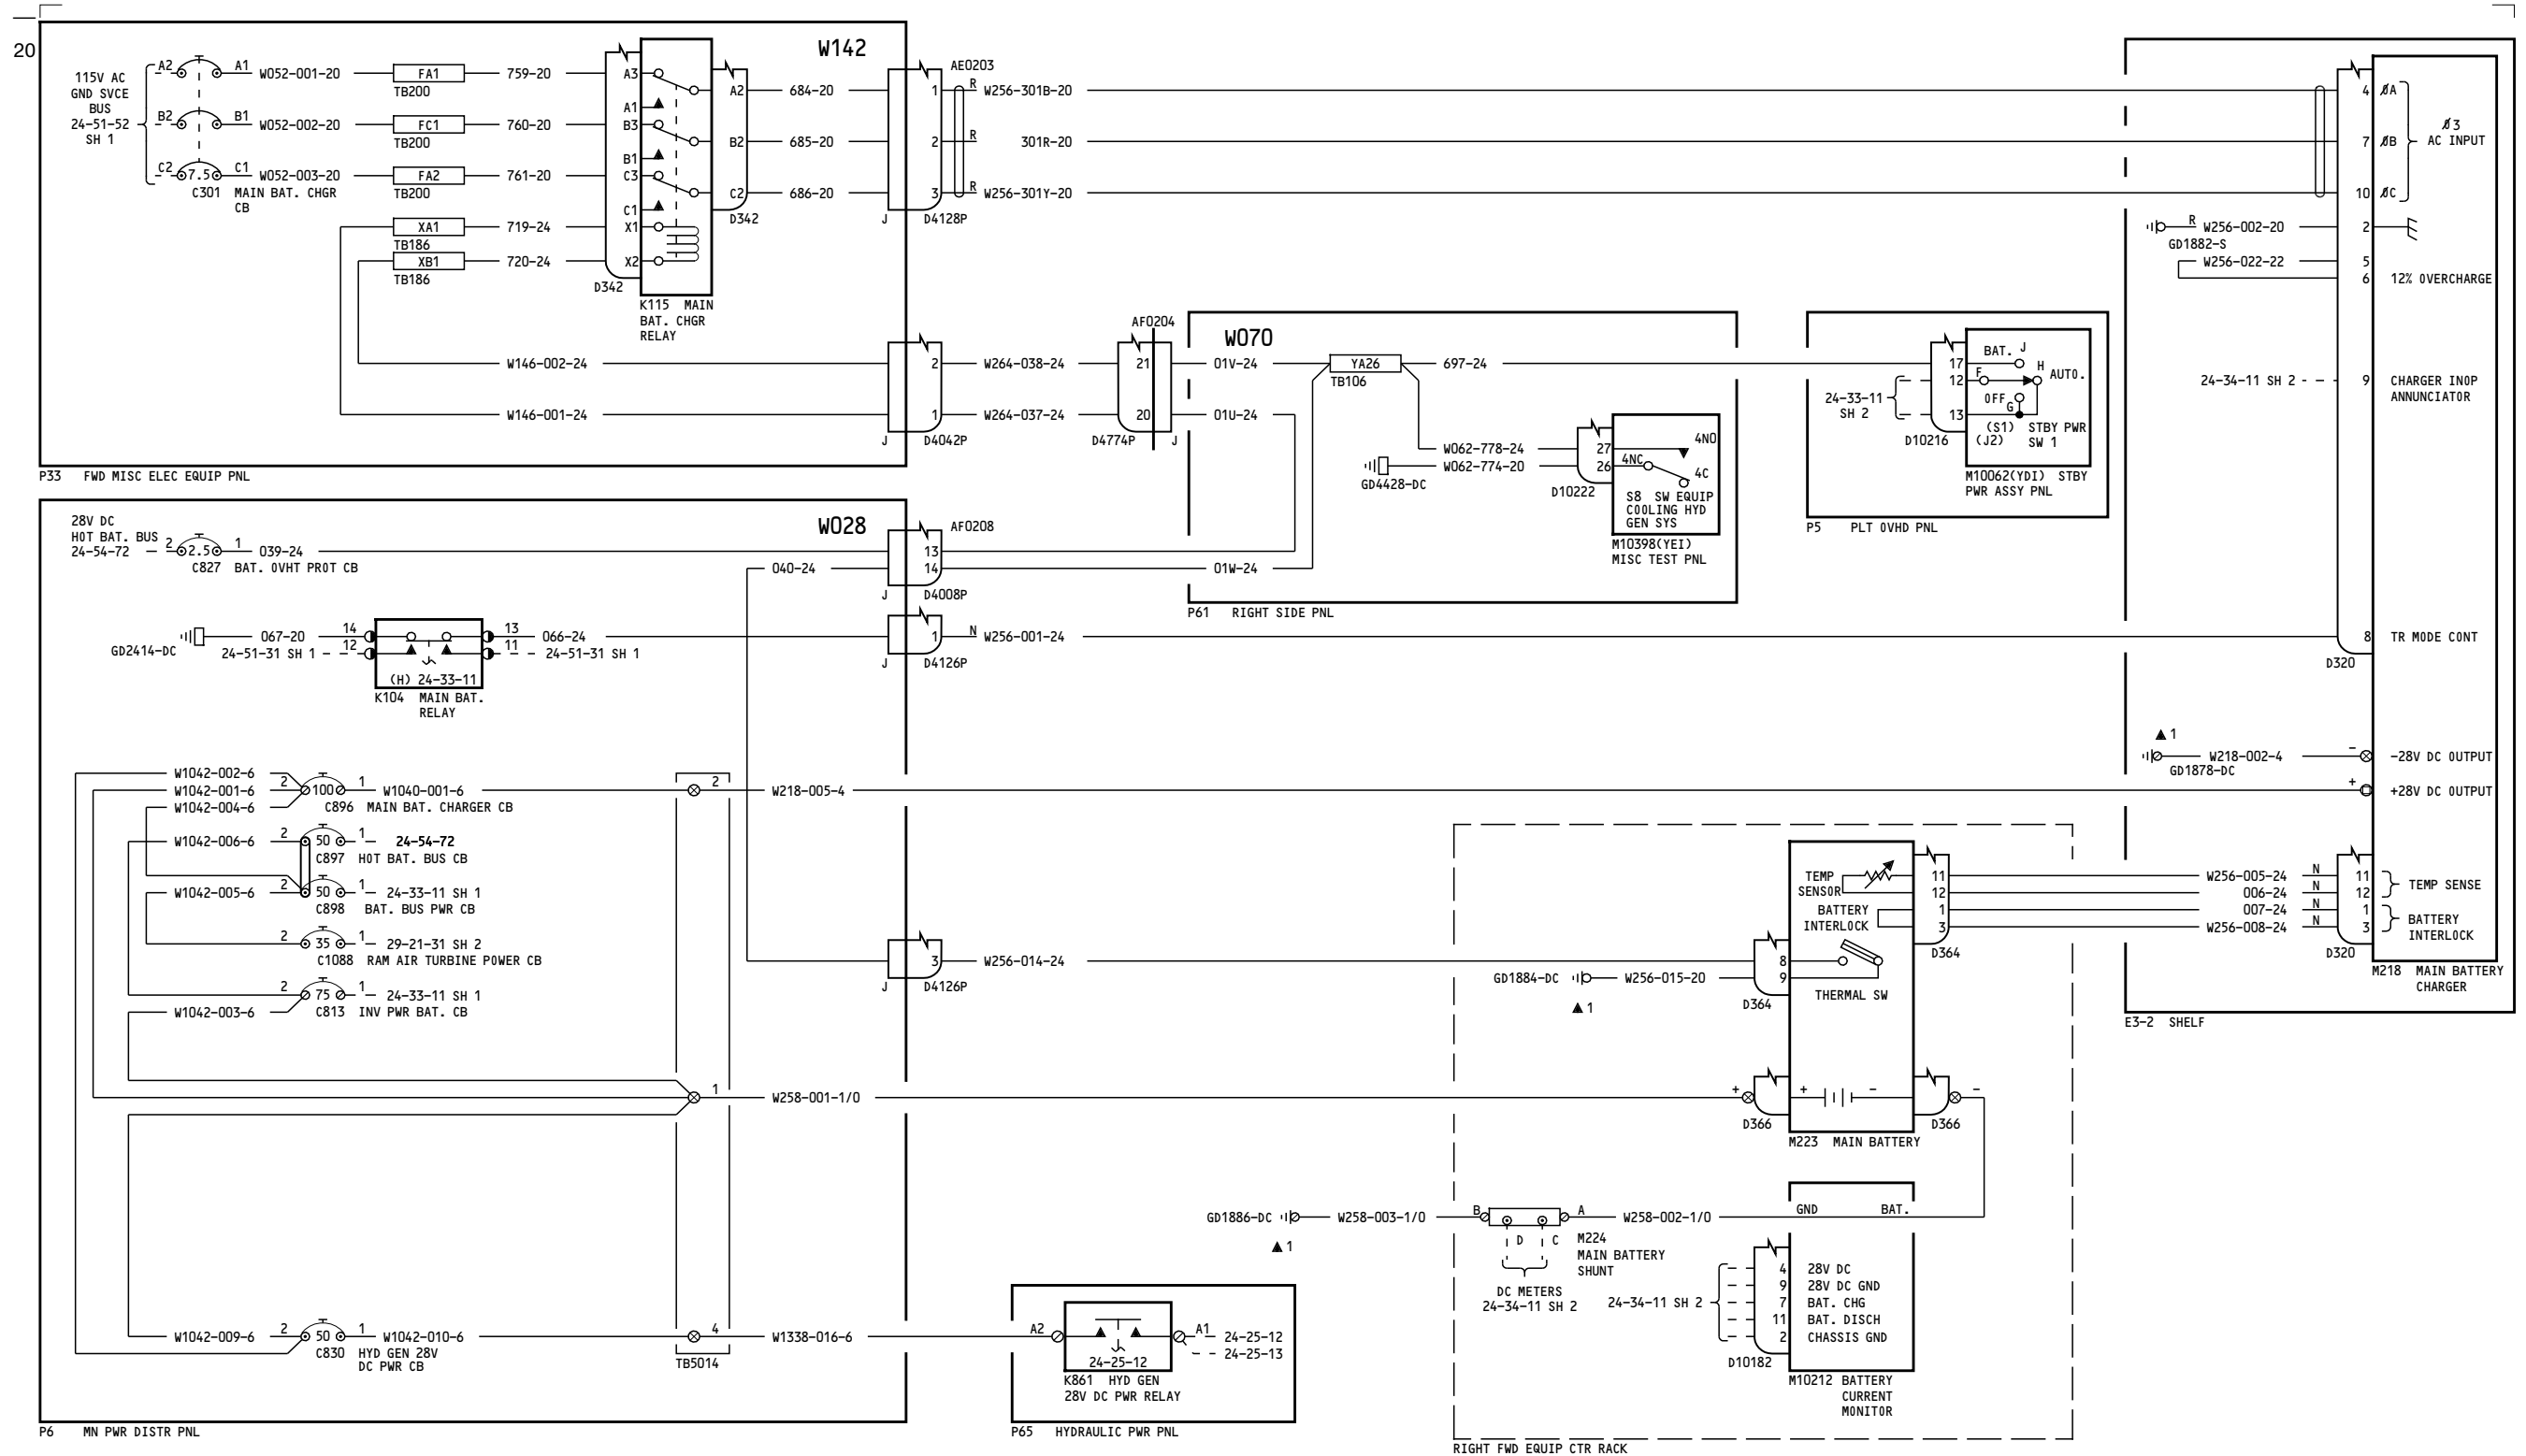 20
W142
115V AC
GND SVCE
BUS
24-51-52
SH 1
A2
A1
W052-001-20
FA1
TB200
759-20
B2
B1
W052-002-20
FC1
TB200
760-20
C2
7.5
C1
W052-003-20
FA2
TB200
761-20
C301
MAIN BAT. CHGR
CB
XA1
TB186
719-24
XB1
TB186
720-24
A3
A1
B3
B1
C3
C1
X1
X2
D342
K115 MAIN
BAT. CHGR
RELAY
A2
B2
C2
D342
684-20
685-20
686-20
AE0203
1
2
3
J
D4128P
R W256-301B-20
R 301R-20
R W256-301Y-20
W146-002-24
W146-001-24
2
1
J
D4042P
W264-038-24
W264-037-24
AF0204
21
20
D4774P
J
P33 FWD MISC ELEC EQUIP PNL
W070
01V-24
01U-24
YA26
TB106
697-24
W062-778-24
W062-774-20
GD4428-DC
27
26
D10222
4NO
4NC
4C
S8 SW EQUIP
COOLING HYD
GEN SYS
M10398(YEI)
MISC TEST PNL
01W-24
P61 RIGHT SIDE PNL
24-33-11
SH 2
17
12
13
D10216
BAT. J
H
F
AUTO.
OFF
G
(S1) STBY PWR
(J2) SW 1
M10062(YDI) STBY
PWR ASSY PNL
P5 PLT OVHD PNL
4 ØA
7 ØB
10 ØC
Ø3
AC INPUT
R W256-002-20
GD1882-S
2
W256-022-22
5
6
12% OVERCHARGE
24-34-11 SH 2
9
CHARGER INOP
ANNUNCIATOR
8
TR MODE CONT
D320
▲ 1
W218-002-4
GD1878-DC
-
-28V DC OUTPUT
+
+28V DC OUTPUT
W256-005-24 N 11
006-24 N 12
007-24 N 1
W256-008-24 N 3
TEMP SENSE
BATTERY
INTERLOCK
D320
M218 MAIN BATTERY
CHARGER
E3-2 SHELF
W028
28V DC
HOT BAT. BUS
24-54-72
2
2.5
1
039-24
C827 BAT. OVHT PROT CB
040-24
AF0208
13
14
J
D4008P
GD2414-DC
067-20
14
12
24-51-31 SH 1
(H) 24-33-11
K104 MAIN BAT.
RELAY
13
11
066-24
24-51-31 SH 1
1
J
D4126P
N W256-001-24
W1042-002-6
W1042-001-6
W1042-004-6
2
100
1
W1040-001-6
C896 MAIN BAT. CHARGER CB
2
W218-005-4
W1042-006-6
2
50
1
24-54-72
C897 HOT BAT. BUS CB
W1042-005-6
2
50
1
24-33-11 SH 1
C898 BAT. BUS PWR CB
2
35
1
29-21-31 SH 2
C1088 RAM AIR TURBINE POWER CB
2
75
1
24-33-11 SH 1
C813 INV PWR BAT. CB
W1042-003-6
3
J
D4126P
W256-014-24
1
W258-001-1/0
W1042-009-6
2
50
1
W1042-010-6
C830 HYD GEN 28V
DC PWR CB
4
TB5014
W1338-016-6
P6 MN PWR DISTR PNL
A2
A1
24-25-12
24-25-13
24-25-12
K861 HYD GEN
28V DC PWR RELAY
P65 HYDRAULIC PWR PNL
TEMP
SENSOR
BATTERY
INTERLOCK
11
12
1
3
D364
GD1884-DC
W256-015-20
▲ 1
8
9
D364
THERMAL SW
+
D366
+
-
-
D366
M223 MAIN BATTERY
GD1886-DC
▲ 1
W258-003-1/0
B
A
W258-002-1/0
D
C
M224
MAIN BATTERY
SHUNT
DC METERS
24-34-11 SH 2
GND
BAT.
24-34-11 SH 2
4 28V DC
9 28V DC GND
7 BAT. CHG
11 BAT. DISCH
2 CHASSIS GND
D10182
M10212 BATTERY
CURRENT
MONITOR
RIGHT FWD EQUIP CTR RACK